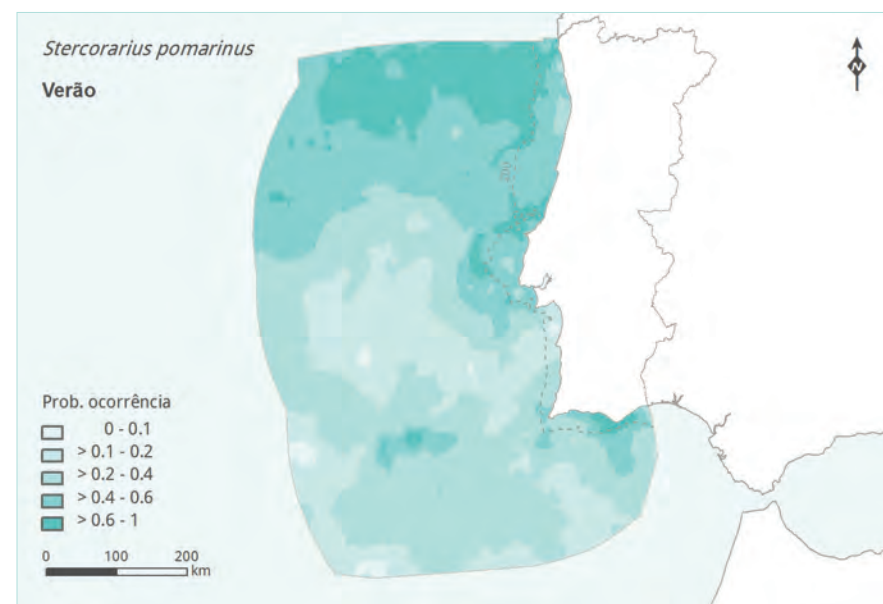 Stercorarius pomarinus
Verão
N
200
Prob. ocorrência
0 - 0.1
> 0.1 - 0.2
> 0.2 - 0.4
> 0.4 - 0.6
> 0.6 - 1
0 100 200
km